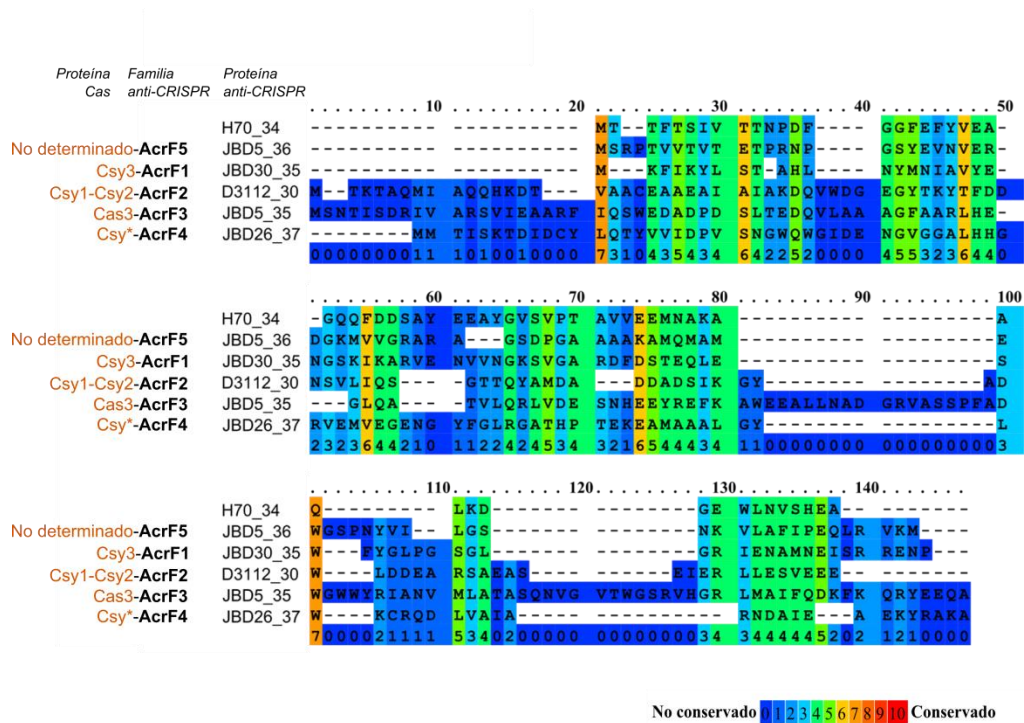 Proteína Familia Proteína
Cas anti-CRISPR anti-CRISPR
. . . . . . . . . 10 . . . . . . . . . 20 . . . . . . . . . 30 . . . . . . . . . 40 . . . . . . . . . 50
H70_34 ---------- ---------- MT--TFTSIV TTNPDF---- GGFEFYVEA-
No determinado-AcrF5 JBD5_36 ---------- ---------- MSRPTVVTVT ETPRNP---- GSYEVNVER-
Csy3-AcrF1 JBD30_35 ---------- ---------- M---KFIKYL ST-AHL---- NYMNIAVYE-
Csy1-Csy2-AcrF2 D3112_30 M--TKTAQMI AQQHKDT--- VAACEAAEAI AIAKDQVWDG EGYTKYTFDD
Cas3-AcrF3 JBD5_35 MSNTISDRIV ARSVIEAARF IQSWEDADPD SLTEDQVLAA AGFAARLHE-
Csy*-AcrF4 JBD26_37 --------MM TISKTDIDCY LQTYVVIDPV SNGWQWGIDE NGVGGALHHG
0000000011 1010010000 7310435434 6422520000 4553236440
. . . . . . . . . 60 . . . . . . . . . 70 . . . . . . . . . 80 . . . . . . . . . 90 . . . . . . . . . 100
H70_34 -GQQFDDSAY EEAYGVSVPT AVVEEMNAKA ---------- ---------A
No determinado-AcrF5 JBD5_36 DGKMVVGRAR A---GSDPGA AAAKAMQMAM ---------- ---------E
Csy3-AcrF1 JBD30_35 NGSKIKARVE NVVNGKSVGA RDFDSTEQLE ---------- ---------S
Csy1-Csy2-AcrF2 D3112_30 NSVLIQS--- -GTTQYAMDA ---DDADSIK GY-------- --------AD
Cas3-AcrF3 JBD5_35 ---GLQA--- -TVLQRLVDE SNHEEYREFK AWEEALLNAD GRVASSPFAD
Csy*-AcrF4 JBD26_37 RVEMVEGENG YFGLRGATHP TEKEAMAAAL GY-------- ---------L
2323644210 1122424534 3216544434 1100000000 0000000003
. . . . . . . . . 110 . . . . . . . . . 120 . . . . . . . . . 130 . . . . . . . . . 140 . . . . . . .
H70_34 Q--------- LKD------- --------GE WLNVSHEA-- -------
No determinado-AcrF5 JBD5_36 WGSPNYVI-- LGS------- --------NK VLAFIPEQLR VKM----
Csy3-AcrF1 JBD30_35 W---FYGLPG SGL------- --------GR IENAMNEISR RENP---
Csy1-Csy2-AcrF2 D3112_30 W----LDDEA RSAEAS---- ------EIER LLESVEEE-- -------
Cas3-AcrF3 JBD5_35 WGWWYRIANV MLATASQNVG VTWGSRVHGR LMAIFQDKFK QRYEEQA
Csy*-AcrF4 JBD26_37 W----KCRQD LVAIA----- ---------R NDAIE---A EKYRAKA
7000021111 5340200000 0000000034 3444445202 1210000
No conservado 0 1 2 3 4 5 6 7 8 9 10 Conservado